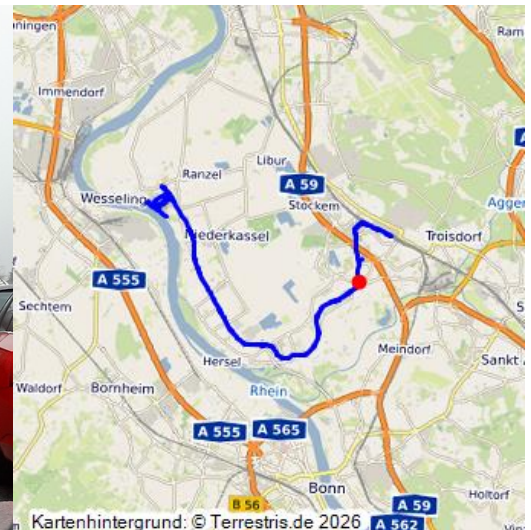 ningen
Ram
Immendorf
Libur
Ranzel
A 59
A
Wesseling
Stockem
Agger
Niederkassel
Troisdorf
A 555
S
Sechtem
Meindorf
Hersel
Sankt A
Waldorf
Bornheim
Rhein
A 555
A 565
Bonn
A 59
B 56
Holtorf
Kartenhintergrund: © Terrestris.de 2026
A 562